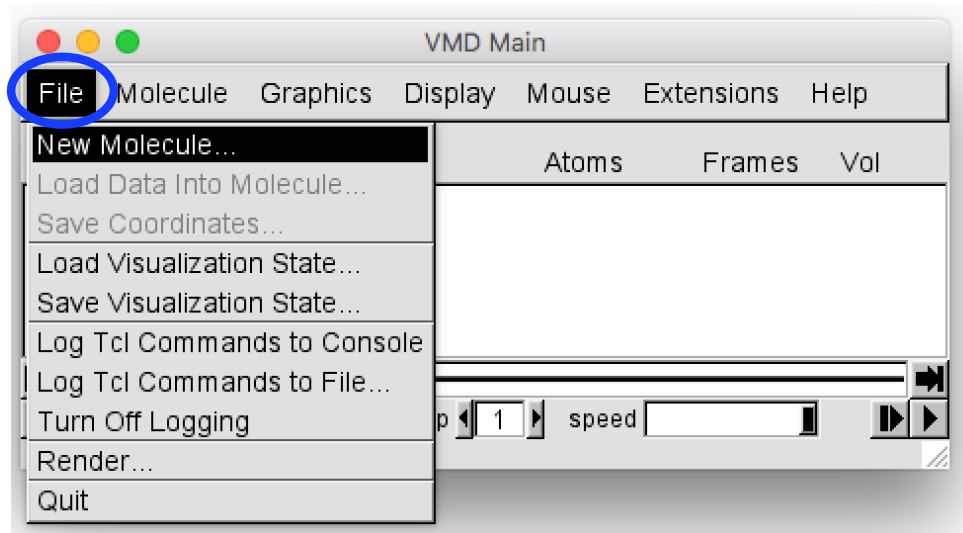 VMD Main
File Molecule Graphics Display Mouse Extensions Help
New Molecule...
Atoms Frames Vol
Load Data Into Molecule...
Save Coordinates...
Load Visualization State...
Save Visualization State...
Log Tcl Commands to Console
Log Tcl Commands to File...
Turn Off Logging
p 1 speed
Render...
Quit